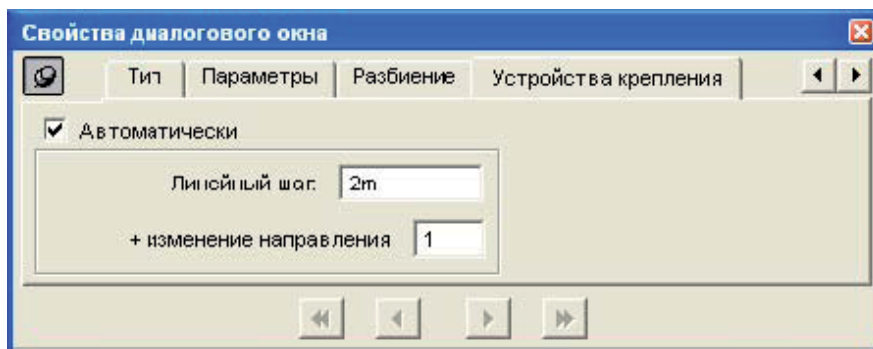 Свойства диалогового окна
Тип Параметры Разбиение Устройства крепления
Автоматически
Линейный шаг: 2m
+ изменение направления 1